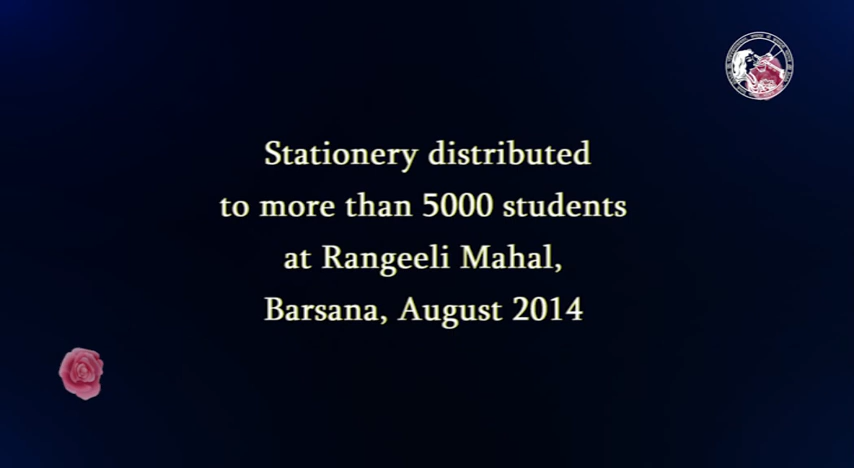 Stationery distributed
to more than 5000 students
at Rangeeli Mahal,
Barsana, August 2014